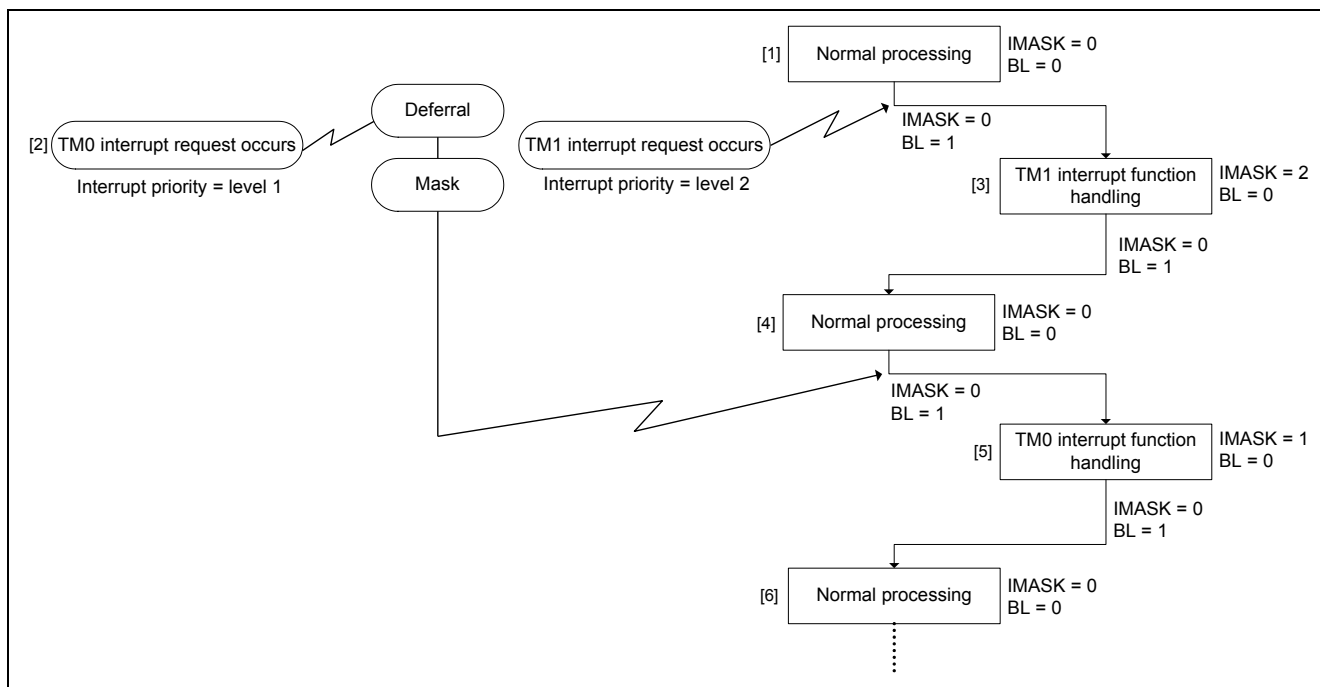 [1]
Normal processing
IMASK = 0
BL = 0
Deferral
[2]
TM0 interrupt request occurs
Interrupt priority = level 1
Mask
TM1 interrupt request occurs
Interrupt priority = level 2
IMASK = 0
BL = 1
[3]
TM1 interrupt function
handling
IMASK = 2
BL = 0
IMASK = 0
BL = 1
[4]
Normal processing
IMASK = 0
BL = 0
IMASK = 0
BL = 1
[5]
TM0 interrupt function
handling
IMASK = 1
BL = 0
IMASK = 0
BL = 1
[6]
Normal processing
IMASK = 0
BL = 0